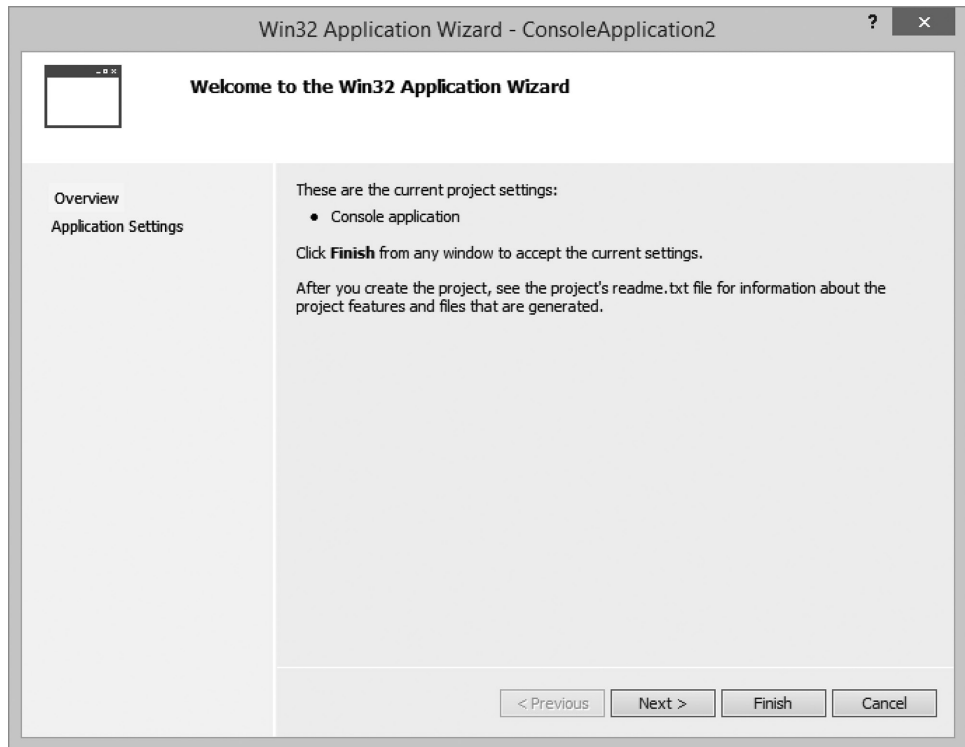 Win32 Application Wizard - ConsoleApplication2
? ×
Welcome to the Win32 Application Wizard
Overview
Application Settings
These are the current project settings:
• Console application
Click Finish from any window to accept the current settings.
After you create the project, see the project's readme.txt file for information about the
project features and files that are generated.
< Previous Next > Finish Cancel